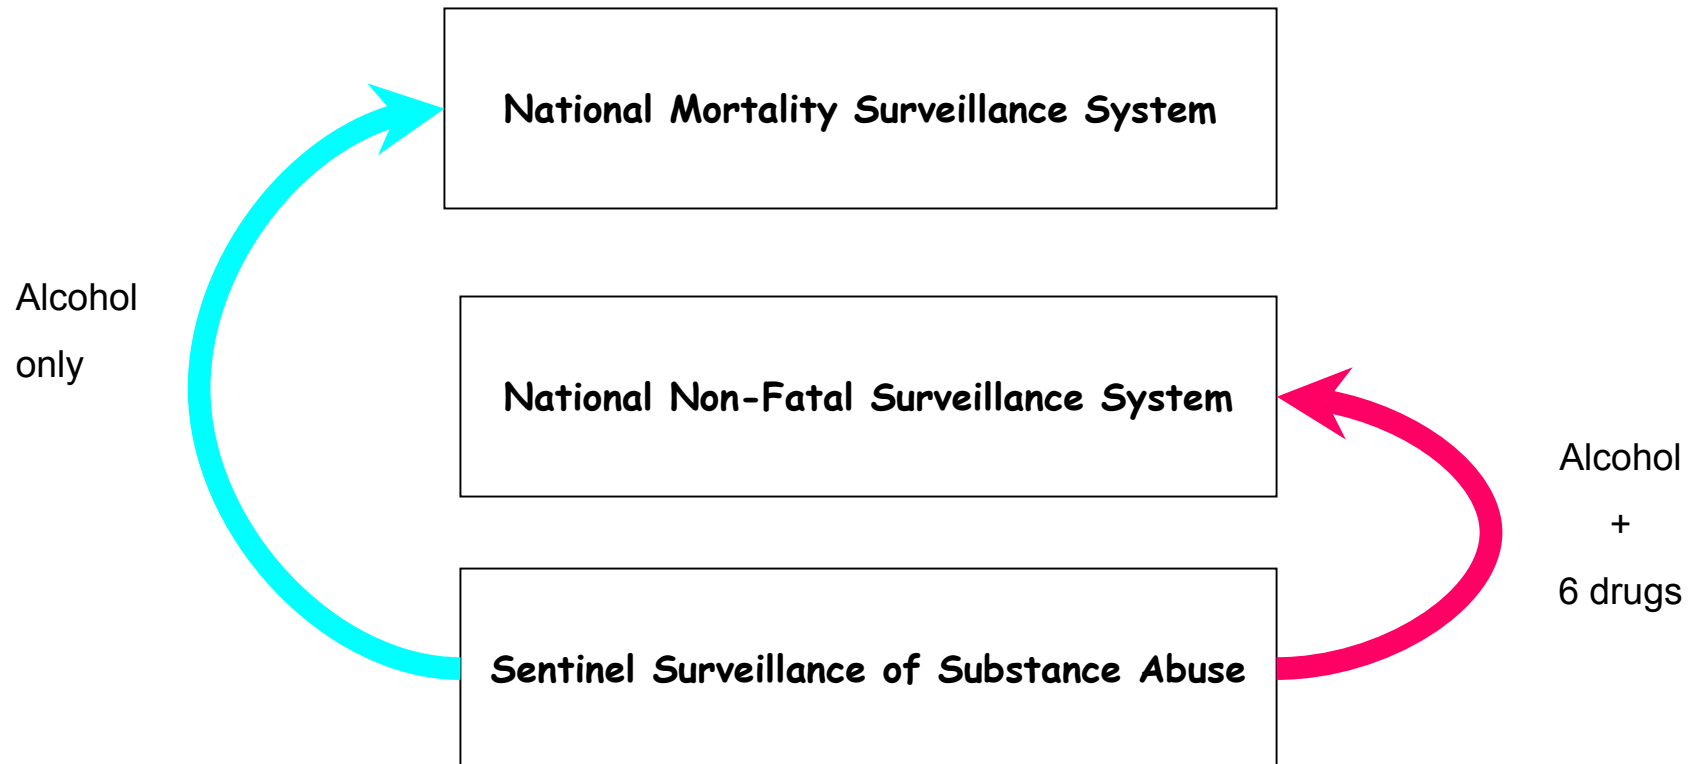 National Mortality Surveillance System
Alcohol
only
National Non-Fatal Surveillance System
Alcohol
+
6 drugs
Sentinel Surveillance of Substance Abuse